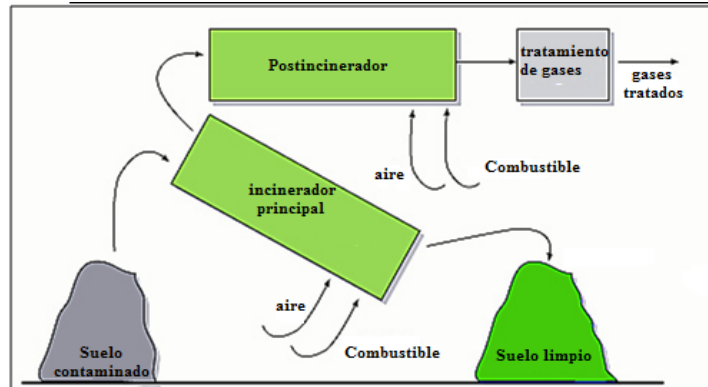 Postincinerador
tratamiento
de gases
gases
tratados
aire
Combustible
incinerador
principal
aire
Combustible
Suelo
contaminado
Suelo limpio